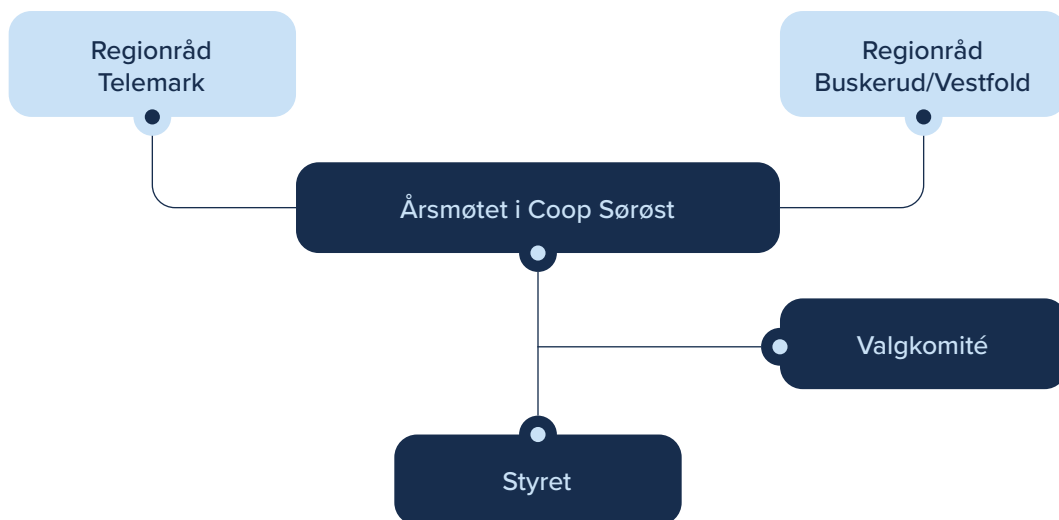 Regionråd
Telemark
Regionråd
Buskerud/Vestfold
Årsmøtet i Coop Sørøst
Valgkomité
Styret